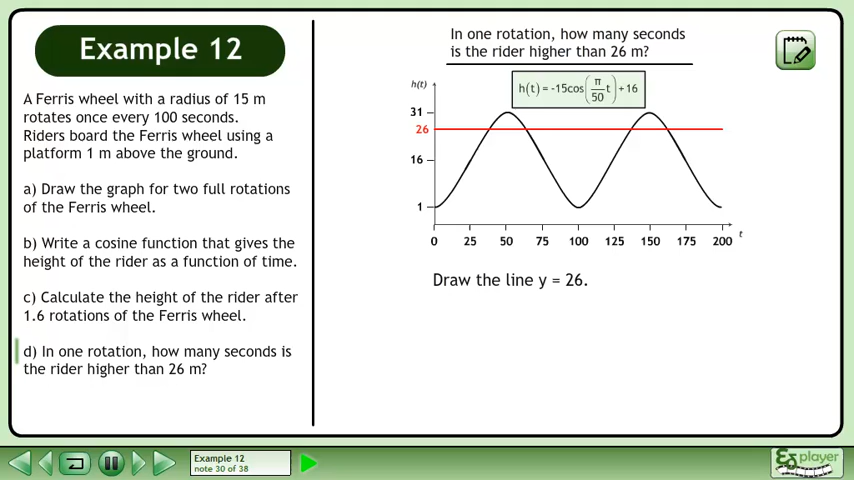 Example 12
A Ferris wheel with a radius of 15 m
rotates once every 100 seconds.
Riders board the Ferris wheel using a
platform 1 m above the ground.
a) Draw the graph for two full rotations
of the Ferris wheel.
b) Write a cosine function that gives the
height of the rider as a function of time.
c) Calculate the height of the rider after
1.6 rotations of the Ferris wheel.
d) In one rotation, how many seconds is
the rider higher than 26 m?
In one rotation, how many seconds
is the rider higher than 26 m?
h(t)
h(t) = -15cos(π/50 t) + 16
31
26
16
1
0 25 50 75 100 125 150 175 200 t
Draw the line y = 26.
Example 12
note 30 of 38
player